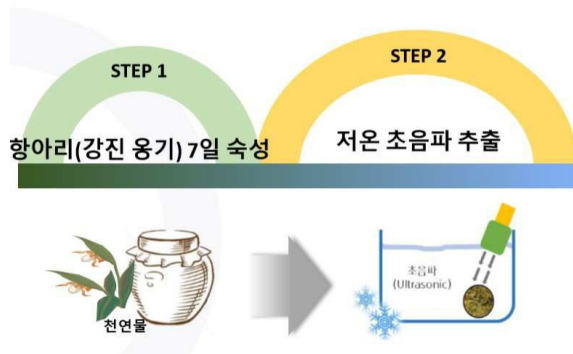 STEP 1
STEP 2
항아리(강진 옹기) 7일 숙성
저온 초음파 추출
천연물
초음파
(Ultrasonic)